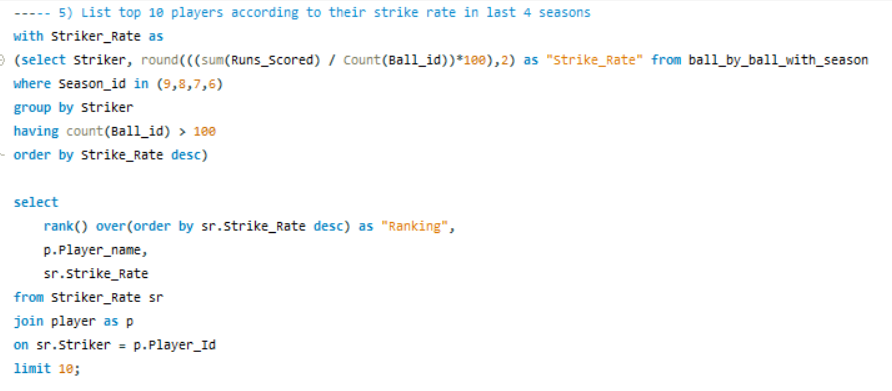 ----- 5) List top 10 players according to their strike rate in last 4 seasons
with Striker_Rate as
(select Striker, round(((sum(Runs_Scored) / Count(Ball_id))*100),2) as "Strike_Rate" from ball_by_ball_with_season
where Season_id in (9,8,7,6)
group by Striker
having count(Ball_id) > 100
order by Strike_Rate desc)
select
rank() over(order by sr.Strike_Rate desc) as "Ranking",
p.Player_name,
sr.Strike_Rate
from Striker_Rate sr
join player as p
on sr.Striker = p.Player_Id
limit 10;